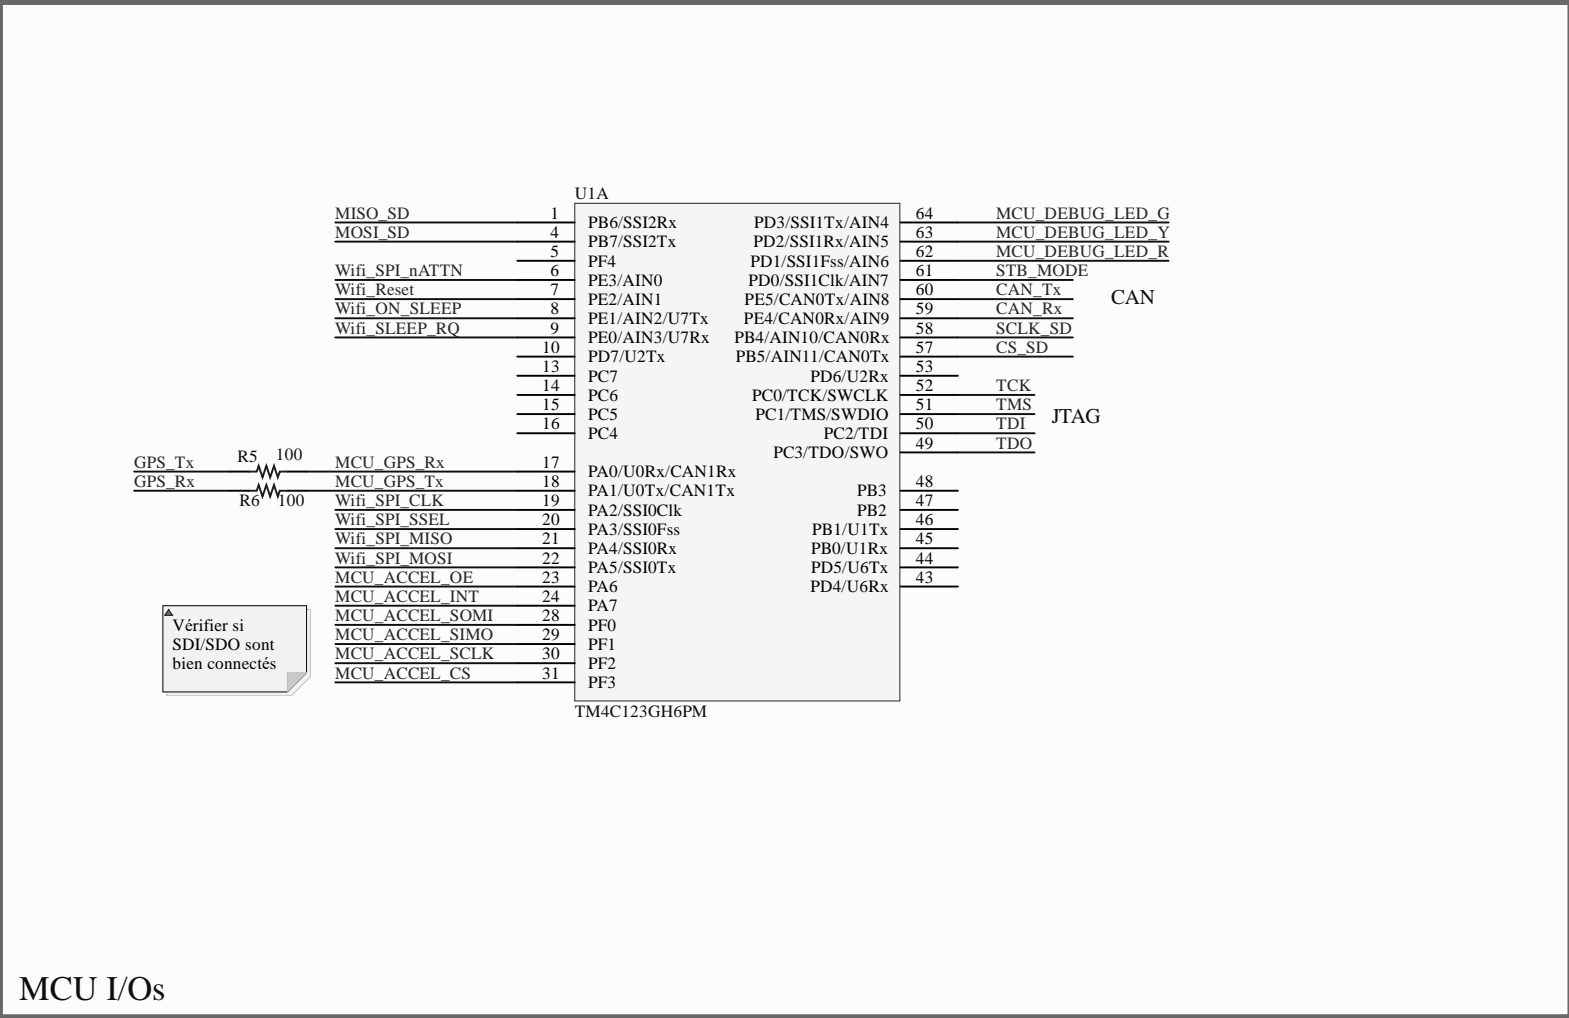 U1A
MISO_SD 1 PB6/SSI2Rx PD3/SSI1Tx/AIN4 64 MCU_DEBUG_LED_G
MOSI_SD 4 PB7/SSI2Tx PD2/SSI1Rx/AIN5 63 MCU_DEBUG_LED_Y
5 PF4 PD1/SSI1Fss/AIN6 62 MCU_DEBUG_LED_R
Wifi_SPI_nATTN 6 PE3/AIN0 PD0/SSI1Clk/AIN7 61 STB_MODE
Wifi_Reset 7 PE2/AIN1 PE5/CAN0Tx/AIN8 60 CAN_Tx CAN
Wifi_ON_SLEEP 8 PE1/AIN2/U7Tx PE4/CAN0Rx/AIN9 59 CAN_Rx
Wifi_SLEEP_RQ 9 PE0/AIN3/U7Rx PB4/AIN10/CAN0Rx 58 SCLK_SD
10 PD7/U2Tx PB5/AIN11/CAN0Tx 57 CS_SD
13 PC7 PD6/U2Rx 53
14 PC6 PC0/TCK/SWCLK 52 TCK
15 PC5 PC1/TMS/SWDIO 51 TMS JTAG
16 PC4 PC2/TDI 50 TDI
PC3/TDO/SWO 49 TDO
GPS_Tx R5 100 MCU_GPS_Rx 17 PA0/U0Rx/CAN1Rx
GPS_Rx R6 100 MCU_GPS_Tx 18 PA1/U0Tx/CAN1Tx PB3 48
Wifi_SPI_CLK 19 PA2/SSI0Clk PB2 47
Wifi_SPI_SSEL 20 PA3/SSI0Fss PB1/U1Tx 46
Wifi_SPI_MISO 21 PA4/SSI0Rx PB0/U1Rx 45
Wifi_SPI_MOSI 22 PA5/SSI0Tx PD5/U6Tx 44
MCU_ACCEL_OE 23 PA6 PD4/U6Rx 43
MCU_ACCEL_INT 24 PA7
MCU_ACCEL_SOMI 28 PF0
MCU_ACCEL_SIMO 29 PF1
MCU_ACCEL_SCLK 30 PF2
MCU_ACCEL_CS 31 PF3
Vérifier si
SDI/SDO sont
bien connectés
TM4C123GH6PM
MCU I/Os